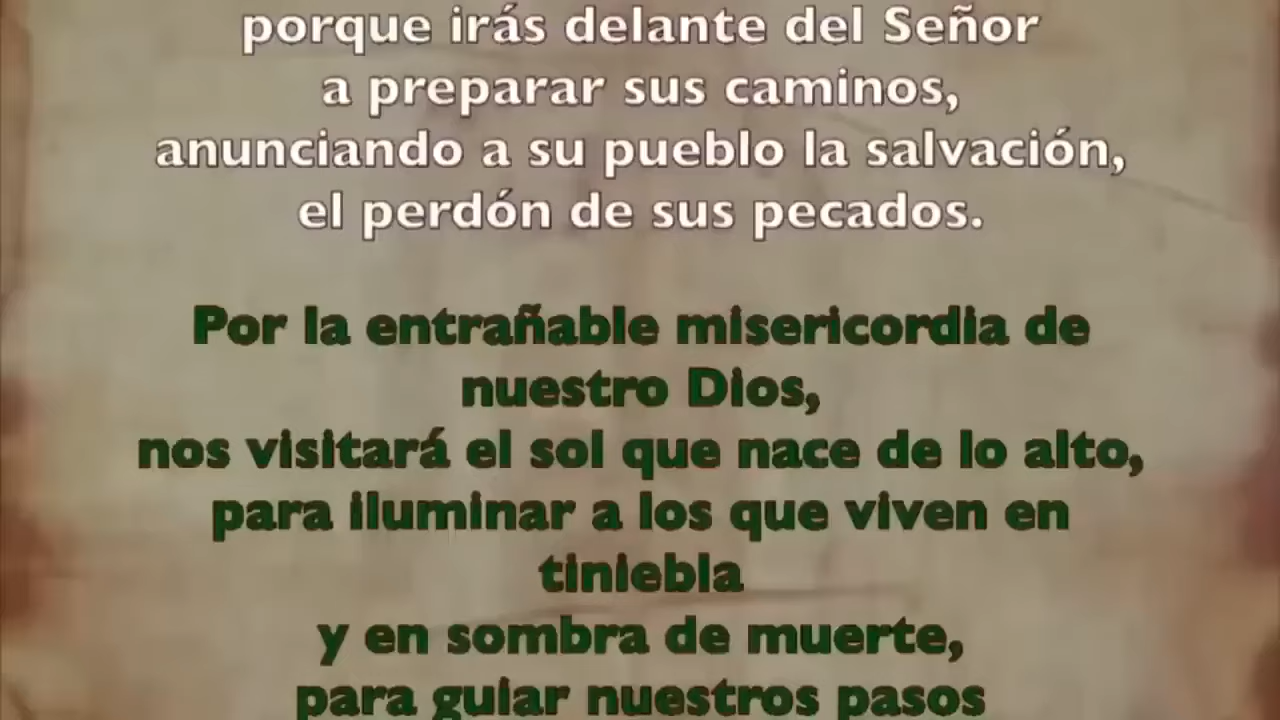 porque irás delante del Señor
a preparar sus caminos,
anunciando a su pueblo la salvación,
el perdón de sus pecados.
Por la entrañable misericordia de
nuestro Dios,
nos visitará el sol que nace de lo alto,
para iluminar a los que viven en
tiniebla
y en sombra de muerte,
para guiar nuestros pasos